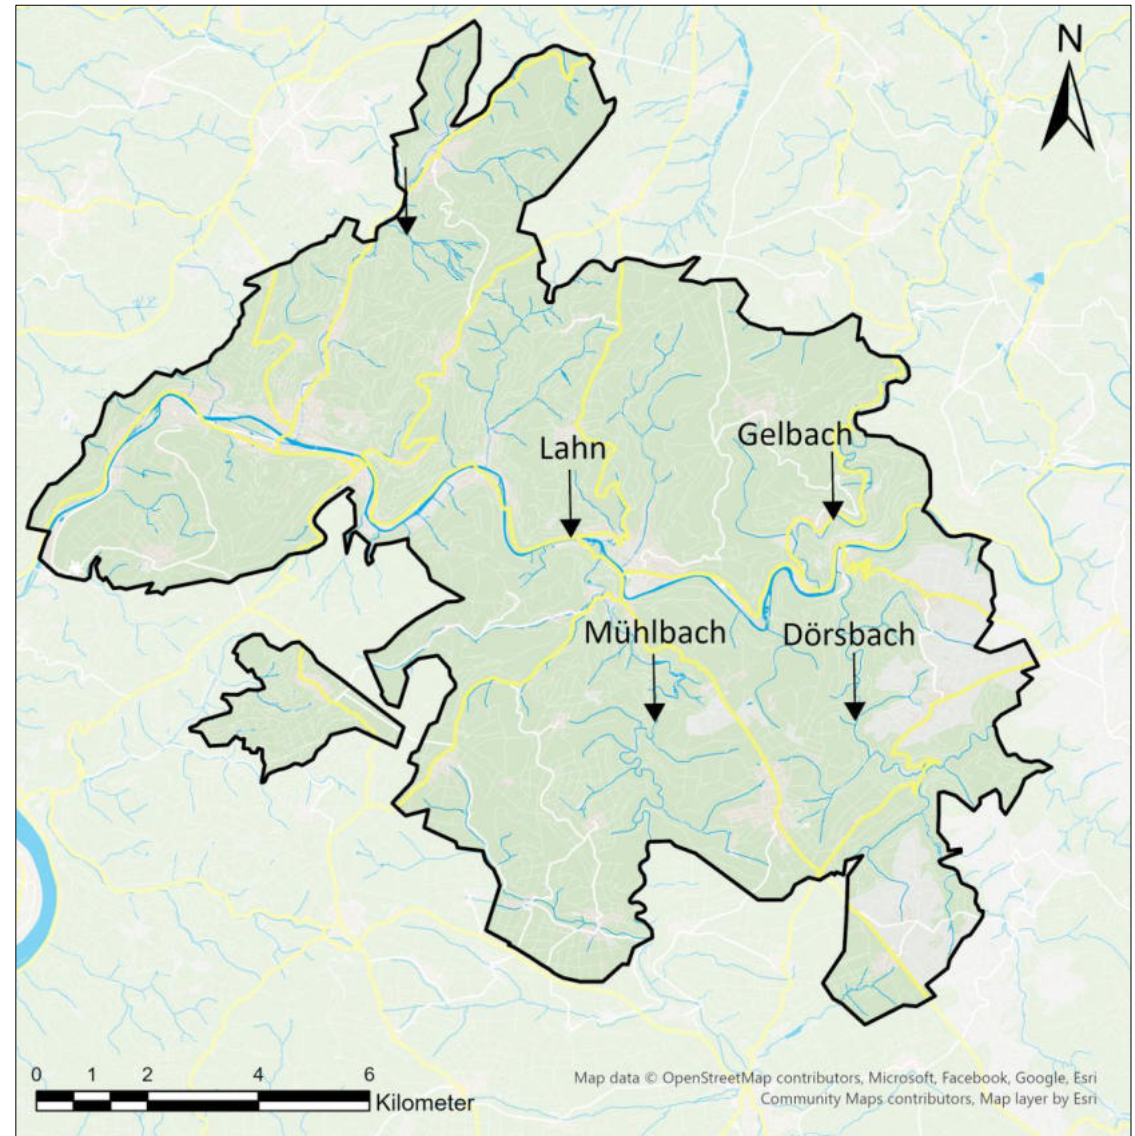 N
Lahn
Gelbach
Mühlbach
Dörsbach
0 1 2 4 6
Kilometer
Map data © OpenStreetMap contributors, Microsoft, Facebook, Google, Esri
Community Maps contributors, Map layer by Esri